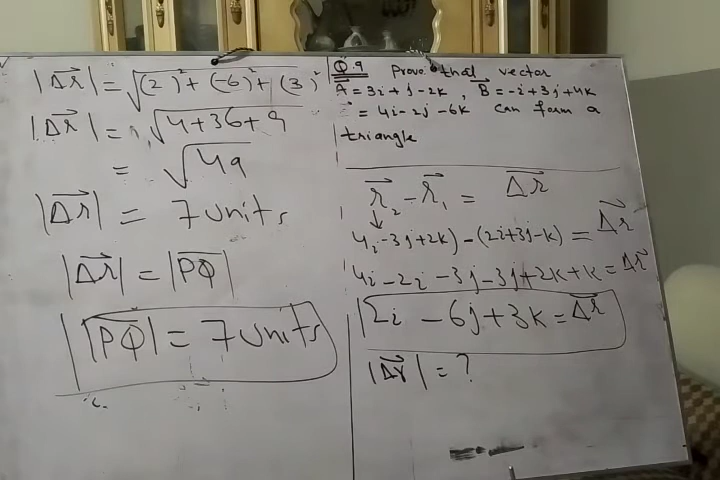 |Δr| = √(2)² + (-6)² + (3)²
|Δr| = √4+36+9
= √49
|Δr| = 7 units
|Δr| = |PQ|
|PQ| = 7 units
Q.9 Prove that vector
A = 3i + j - 2k , B = -i + 3j + 4k
= 4i - 2j - 6k can form a
triangle
r₂ - r₁ = Δr
4i - 3j + 2k) - (2i + 3j - k) = Δr
4i - 2i - 3j - 3j + 2k + k = Δr
2i - 6j + 3k = Δr
|Δr| = ?